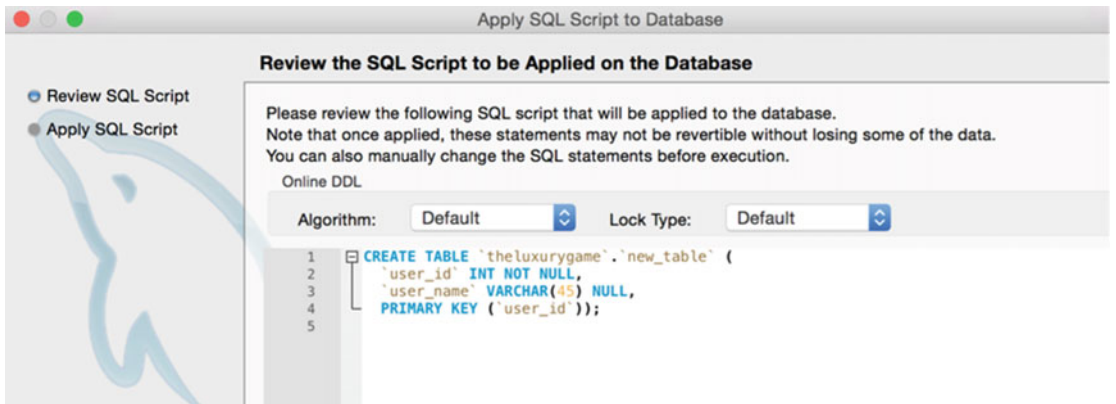 Apply SQL Script to Database
Review SQL Script
Apply SQL Script
Review the SQL Script to be Applied on the Database
Please review the following SQL script that will be applied to the database.
Note that once applied, these statements may not be revertible without losing some of the data.
You can also manually change the SQL statements before execution.
Online DDL
Algorithm: Default Lock Type: Default
1 CREATE TABLE `theluxurygame`.`new_table` (
2 `user_id` INT NOT NULL,
3 `user_name` VARCHAR(45) NULL,
4 PRIMARY KEY (`user_id`));
5